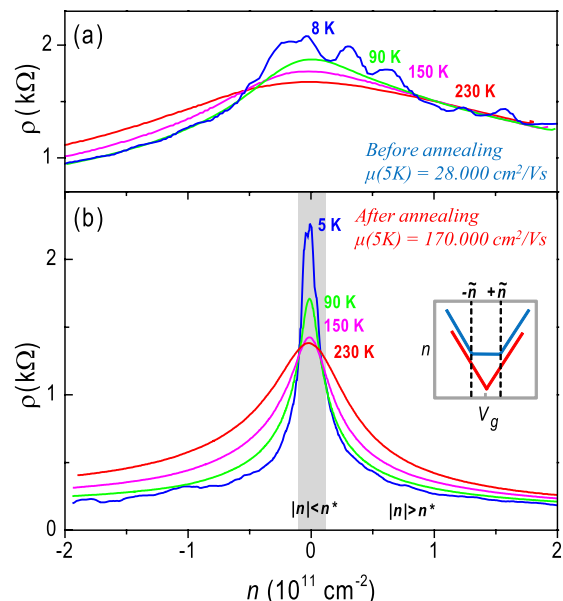 (a)
8 K
90 K
150 K
230 K
2
1
ρ (kΩ)
Before annealing
μ(5K) = 28.000 cm²/Vs
(b)
5 K
90 K
150 K
230 K
After annealing
μ(5K) = 170.000 cm²/Vs
-ñ +ñ
n
V_g
2
1
0
ρ (kΩ)
|n|<n* |n|>n*
-2 -1 0 1 2
n (10¹¹ cm⁻²)